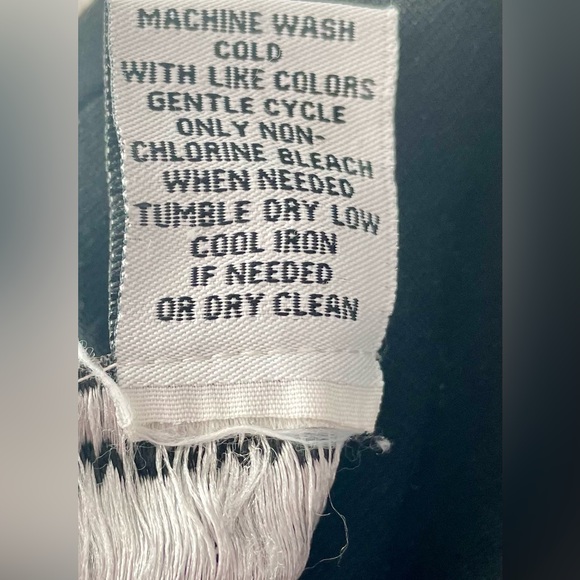 MACHINE WASH
COLD
WITH LIKE COLORS
GENTLE CYCLE
ONLY NON-
CHLORINE BLEACH
WHEN NEEDED
TUMBLE DRY LOW
COOL IRON
IF NEEDED
OR DRY CLEAN